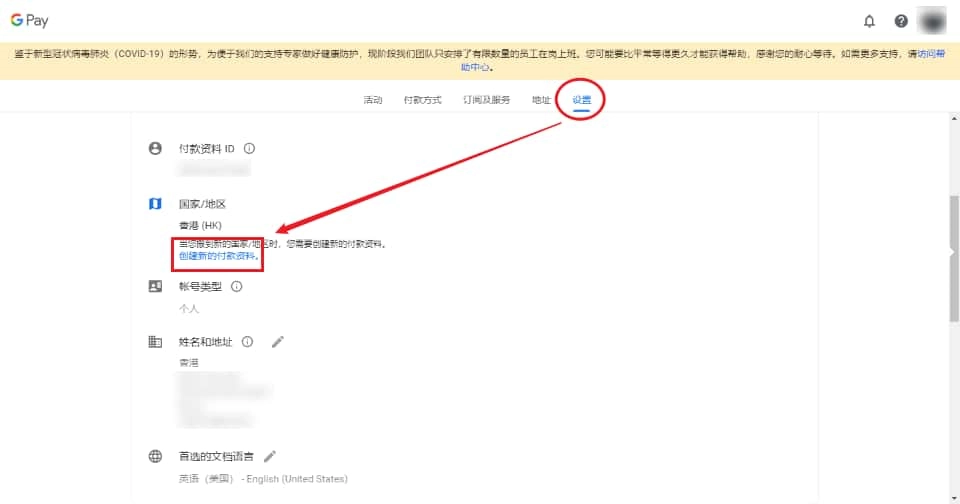 G Pay
鉴于新型冠状病毒肺炎（COVID-19）的形势，为便于我们的支持专家做好健康防护，现阶段我们团队只安排了有限数量的员工在岗上班。您可能要比平常等得更久才能获得帮助，感谢您的耐心等待。如需更多支持，请访问帮
助中心。
活动 付款方式 订阅及服务 地址 设置
付款资料 ID
国家/地区
香港 (HK)
当您搬到新的国家/地区时，您需要创建新的付款资料。
创建新的付款资料。
帐号类型
个人
姓名和地址
香港
首选的文档语言
英语（美国） - English (United States)